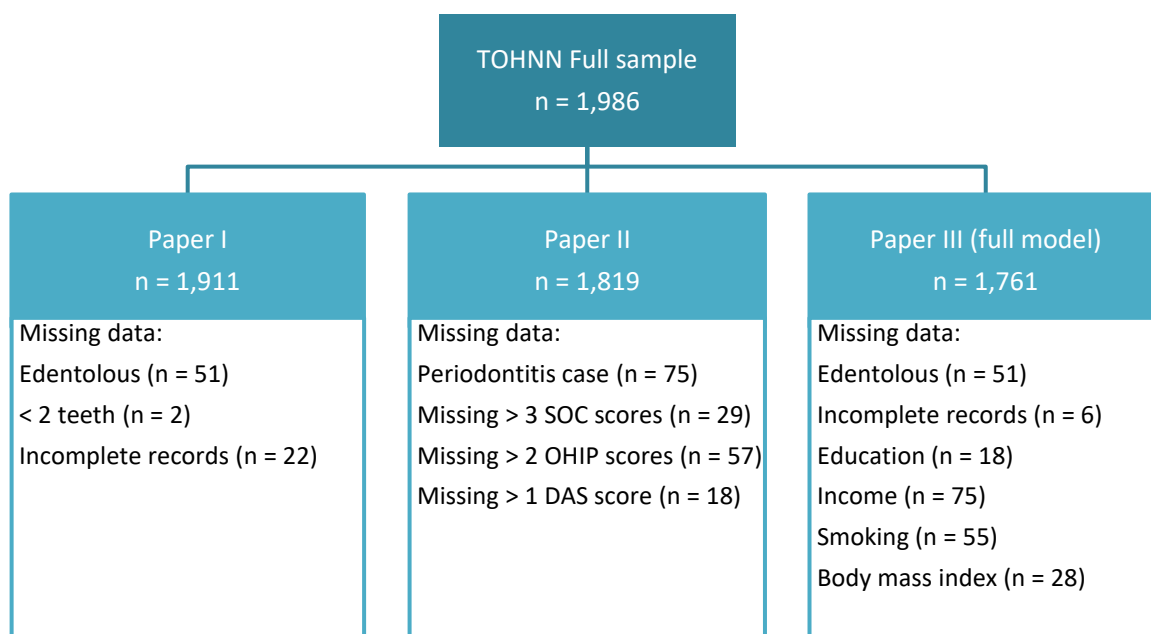 TOHNN Full sample
n = 1,986
Paper I
n = 1,911
Missing data:
Edentolous (n = 51)
< 2 teeth (n = 2)
Incomplete records (n = 22)
Paper II
n = 1,819
Missing data:
Periodontitis case (n = 75)
Missing > 3 SOC scores (n = 29)
Missing > 2 OHIP scores (n = 57)
Missing > 1 DAS score (n = 18)
Paper III (full model)
n = 1,761
Missing data:
Edentolous (n = 51)
Incomplete records (n = 6)
Education (n = 18)
Income (n = 75)
Smoking (n = 55)
Body mass index (n = 28)